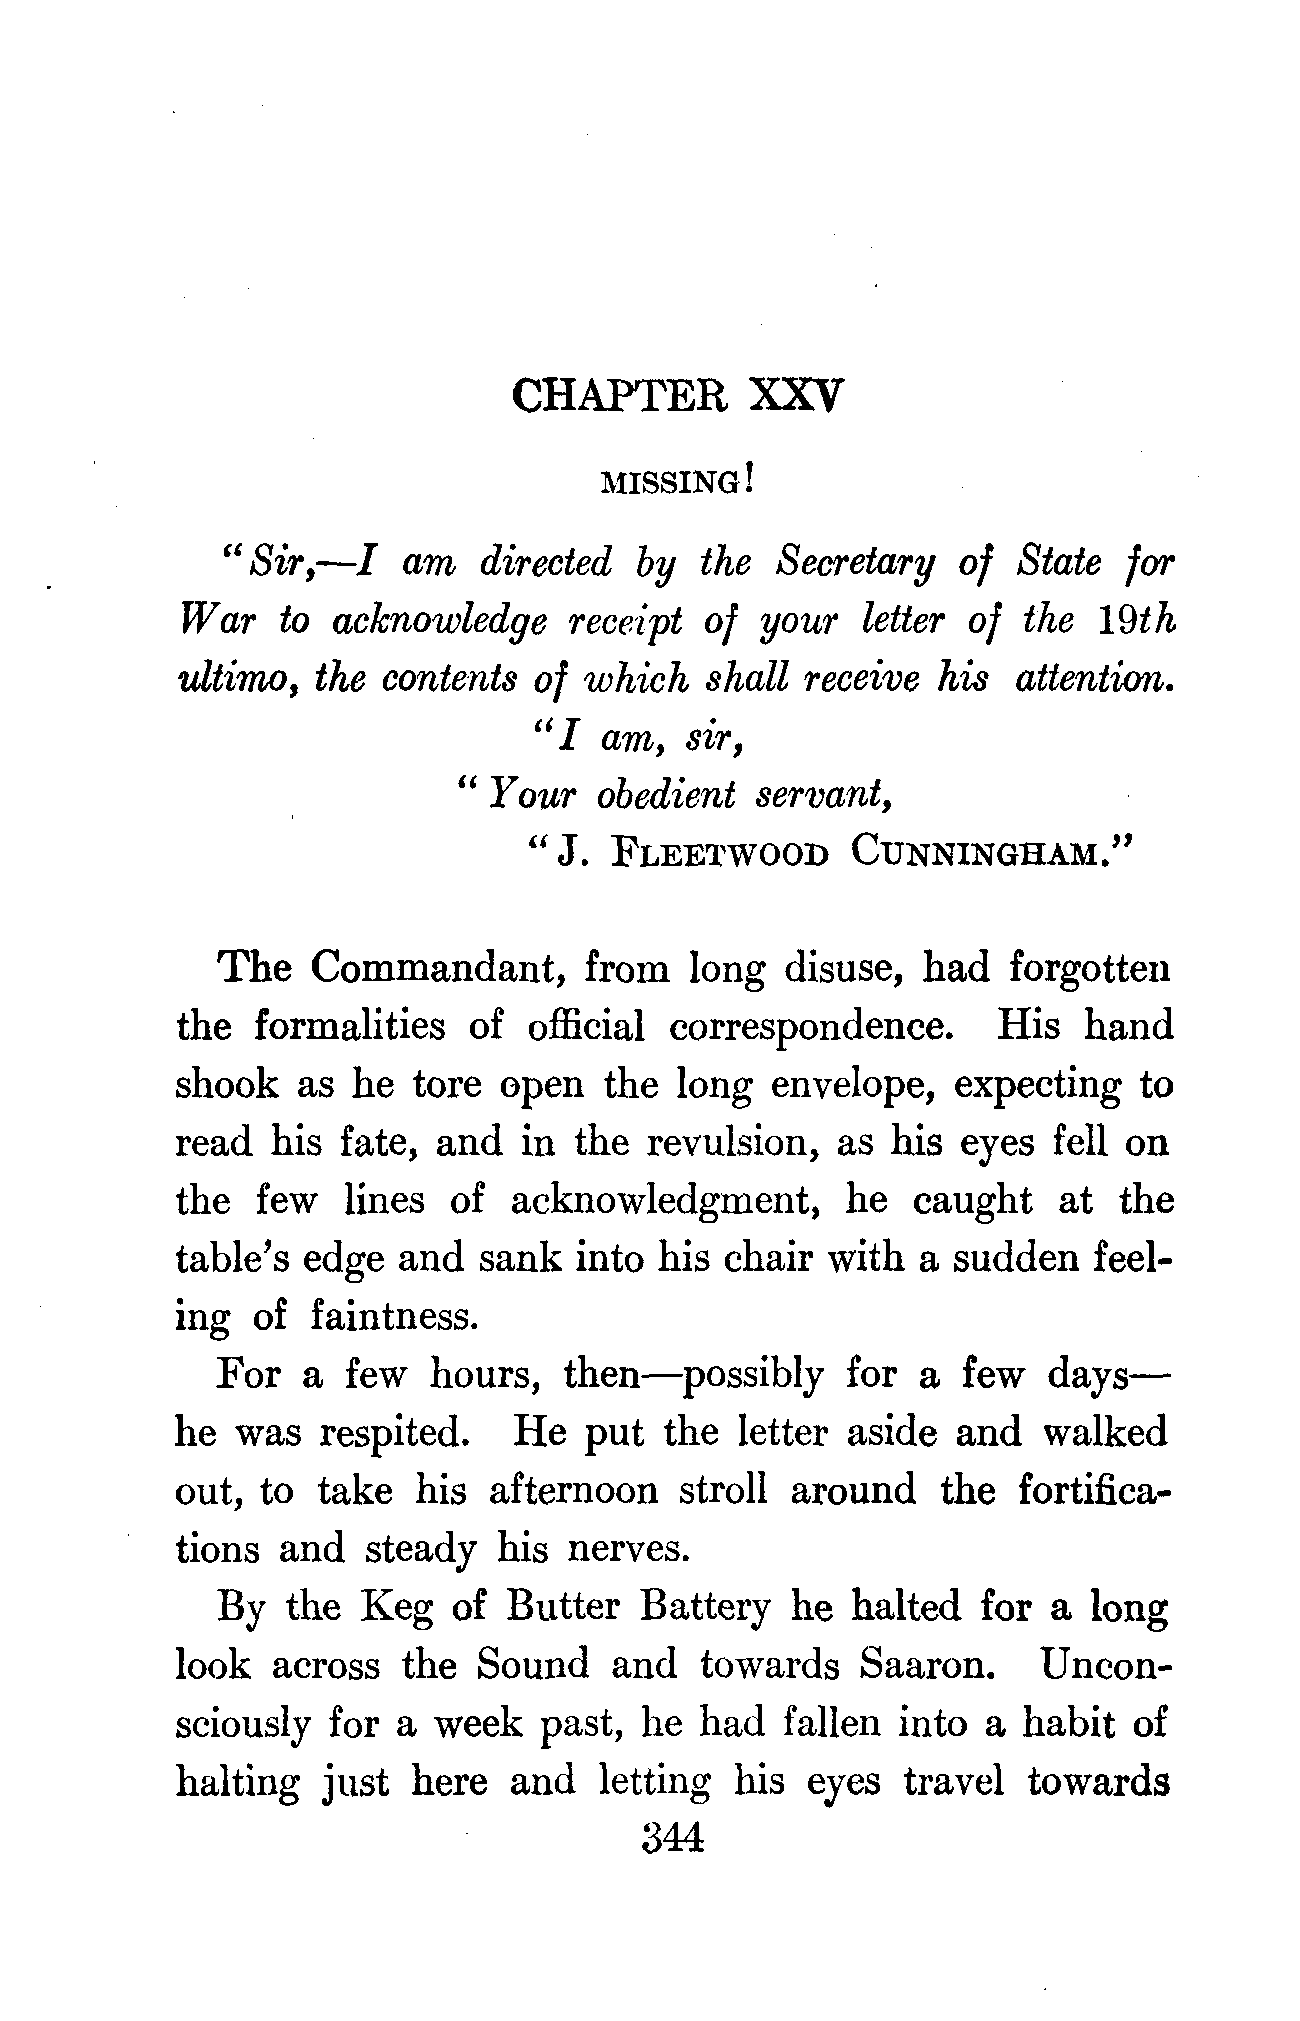 CHAPTER XXV
MISSING!
"Sir,—I am directed by the Secretary of State for
War to acknowledge receipt of your letter of the 19th
ultimo, the contents of which shall receive his attention.
"I am, sir,
"Your obedient servant,
"J. FLEETWOOD CUNNINGHAM."
The Commandant, from long disuse, had forgotten
the formalities of official correspondence. His hand
shook as he tore open the long envelope, expecting to
read his fate, and in the revulsion, as his eyes fell on
the few lines of acknowledgment, he caught at the
table's edge and sank into his chair with a sudden feel-
ing of faintness.
For a few hours, then—possibly for a few days—
he was respited. He put the letter aside and walked
out, to take his afternoon stroll around the fortifica-
tions and steady his nerves.
By the Keg of Butter Battery he halted for a long
look across the Sound and towards Saaron. Uncon-
sciously for a week past, he had fallen into a habit of
halting just here and letting his eyes travel towards
344